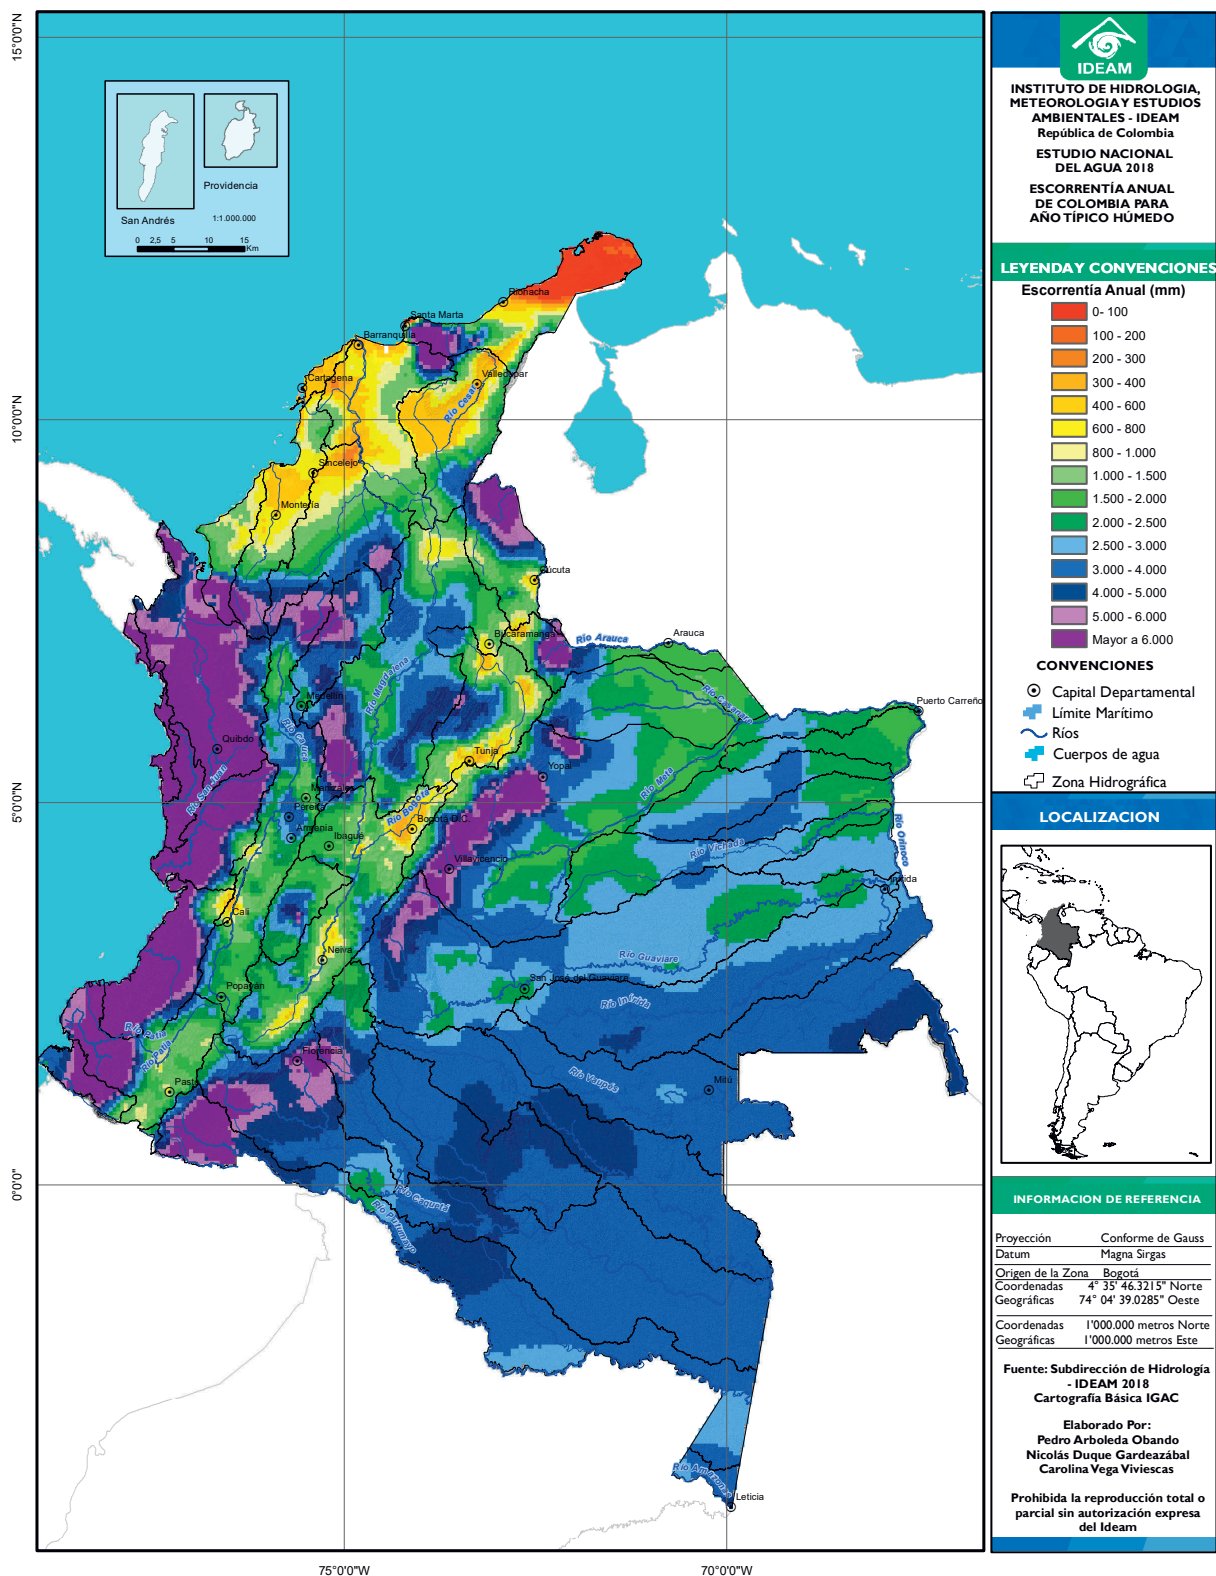 15°0'0"N
10°0'0"N
5°0'0"N
0°0'0"
75°0'0"W
70°0'0"W
San Andrés
Providencia
1:1.000.000
0 2,5 5 10 15
Km
Riohacha
Santa Marta
Barranquilla
Cartagena
Valledupar
Río Cesar
Sincelejo
Montería
Cúcuta
Bucaramanga
Río Arauca
Arauca
Río Magdalena
Río Casanare
Puerto Carreño
Medellín
Río Cauca
Quibdo
Tunja
Yopal
Río Meta
Río San Juan
Manizales
Pereira
Río Bogotá
Bogotá D.C.
Armenia
Ibagué
Río Vichada
Río Orinoco
Villavicencio
Inírida
Cali
Neiva
Río Guaviare
San José del Guaviare
Popayán
Río Inírida
Río Patía
Río Patía
Florencia
Río Vaupés
Mitú
Pasto
Río Caquetá
Río Putumayo
Río Amazonas
Leticia
IDEAM
INSTITUTO DE HIDROLOGIA,
METEOROLOGIA Y ESTUDIOS
AMBIENTALES - IDEAM
República de Colombia
ESTUDIO NACIONAL
DEL AGUA 2018
ESCORRENTÍA ANUAL
DE COLOMBIA PARA
AÑO TÍPICO HÚMEDO
LEYENDA Y CONVENCIONES
Escorrentía Anual (mm)
0- 100
100 - 200
200 - 300
300 - 400
400 - 600
600 - 800
800 - 1.000
1.000 - 1.500
1.500 - 2.000
2.000 - 2.500
2.500 - 3.000
3.000 - 4.000
4.000 - 5.000
5.000 - 6.000
Mayor a 6.000
CONVENCIONES
Capital Departamental
Límite Marítimo
Ríos
Cuerpos de agua
Zona Hidrográfica
LOCALIZACION
INFORMACION DE REFERENCIA
Proyección Conforme de Gauss
Datum Magna Sirgas
Origen de la Zona Bogotá
Coordenadas 4° 35' 46.3215" Norte
Geográficas 74° 04' 39.0285" Oeste
Coordenadas 1'000.000 metros Norte
Geográficas 1'000.000 metros Este
Fuente: Subdirección de Hidrología
- IDEAM 2018
Cartografía Básica IGAC
Elaborado Por:
Pedro Arboleda Obando
Nicolás Duque Gardeazábal
Carolina Vega Viviescas
Prohibida la reproducción total o
parcial sin autorización expresa
del Ideam